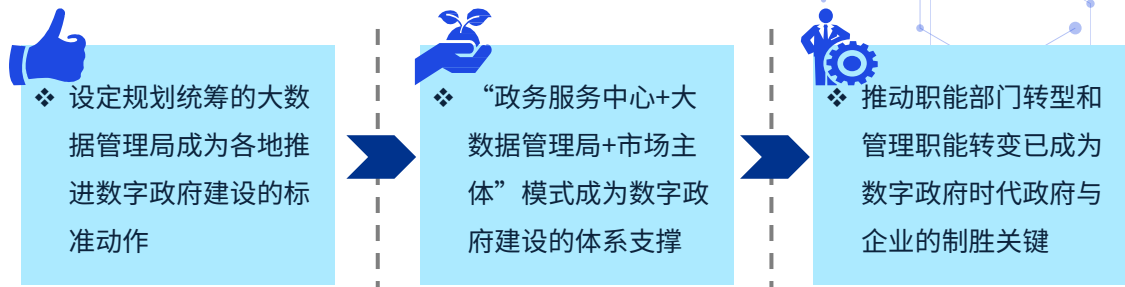 设定规划统筹的大数
据管理局成为各地推
进数字政府建设的标
准动作
“政务服务中心+大
数据管理局+市场主
体”模式成为数字政
府建设的体系支撑
推动职能部门转型和
管理职能转变已成为
数字政府时代政府与
企业的制胜关键